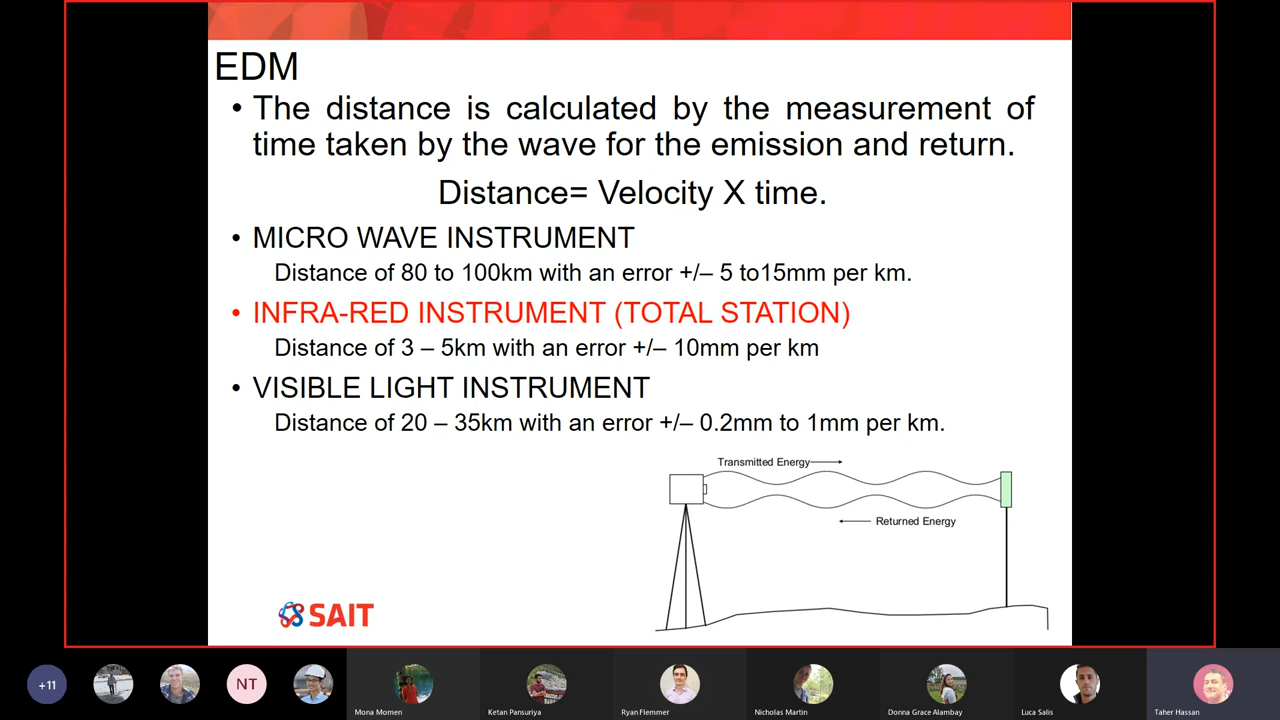 EDM
• The distance is calculated by the measurement of
time taken by the wave for the emission and return.
Distance= Velocity X time.
• MICRO WAVE INSTRUMENT
Distance of 80 to 100km with an error +/– 5 to15mm per km.
• INFRA-RED INSTRUMENT (TOTAL STATION)
Distance of 3 – 5km with an error +/– 10mm per km
• VISIBLE LIGHT INSTRUMENT
Distance of 20 – 35km with an error +/– 0.2mm to 1mm per km.
Transmitted Energy
Returned Energy
SAIT
+11
NT
Mona Momen
Ketan Pansuriya
Ryan Flemmer
Nicholas Martin
Donna Grace Alambay
Luca Salis
Taher Hassan